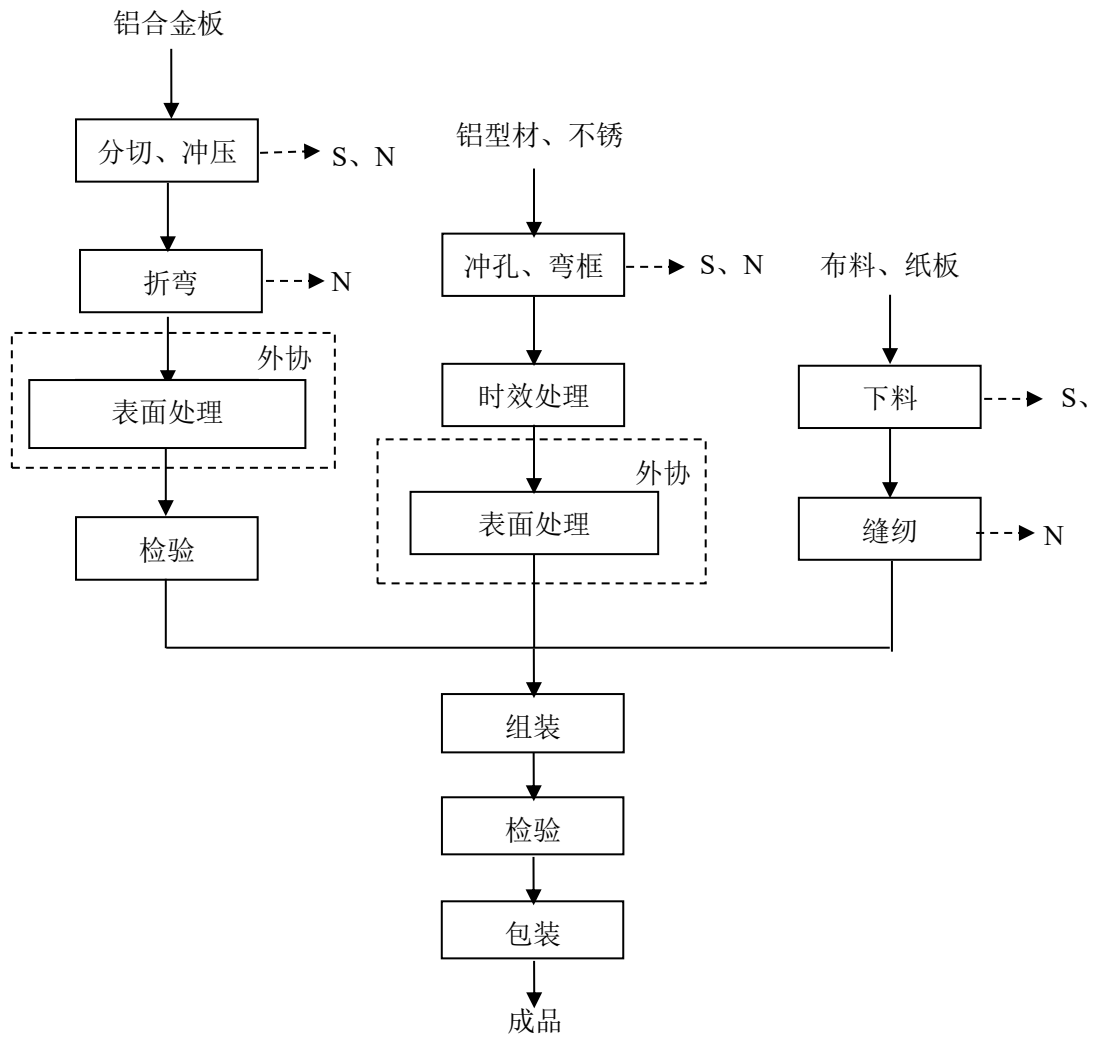 铝合金板
分切、冲压
S、N
折弯
N
外协
表面处理
检验
铝型材、不锈
冲孔、弯框
S、N
时效处理
外协
表面处理
布料、纸板
下料
S、
缝纫
N
组装
检验
包装
成品